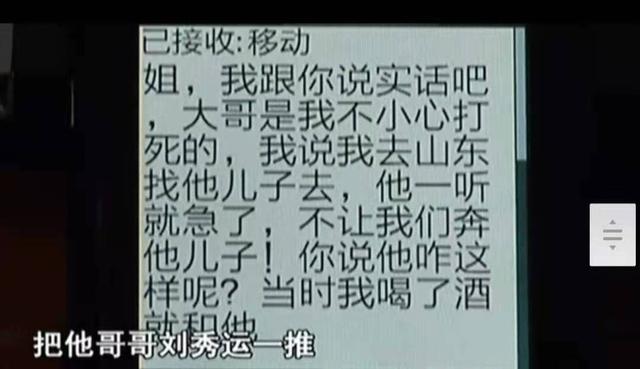 已接收:移动
姐，我跟你说实话吧
，大哥是我不小心打
死的，我说我去山东
找他儿子去，他一听
就急了，不让我们奔
他儿子！你说他咋这
样呢？当时我喝了酒
就和他
把他哥哥刘秀运一推